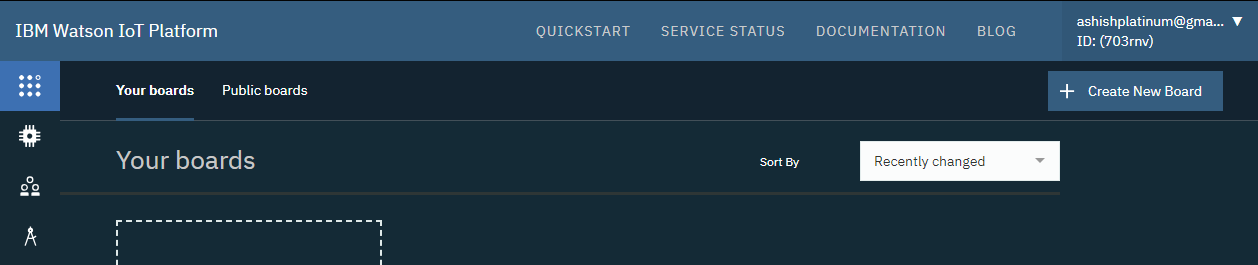 IBM Watson IoT Platform
QUICKSTART SERVICE STATUS DOCUMENTATION BLOG
ashishplatinum@gma...
ID: (703rnv)
Your boards Public boards
Create New Board
Your boards
Sort By
Recently changed